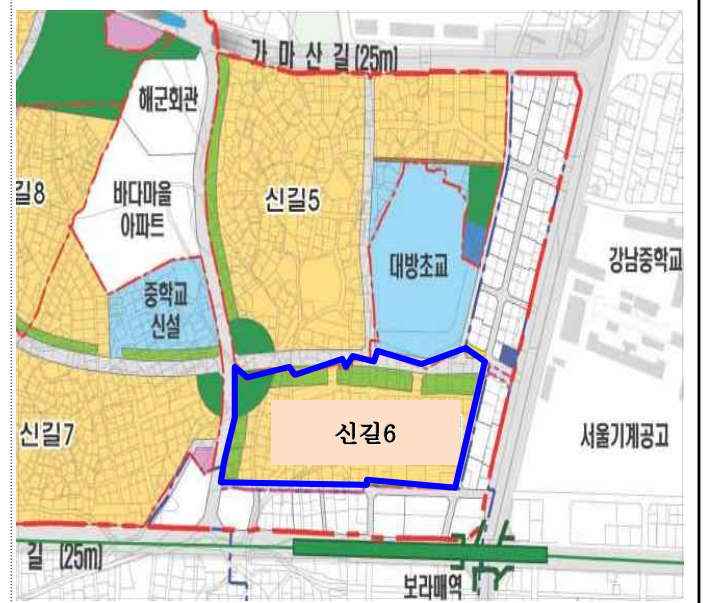 가 마 산 길 (25m)
해군회관
길8
바다마을
아파트
신길5
대방초교
강남중학교
중학교
신설
신길7
신길6
서울기계공고
길 (25m)
보라매역